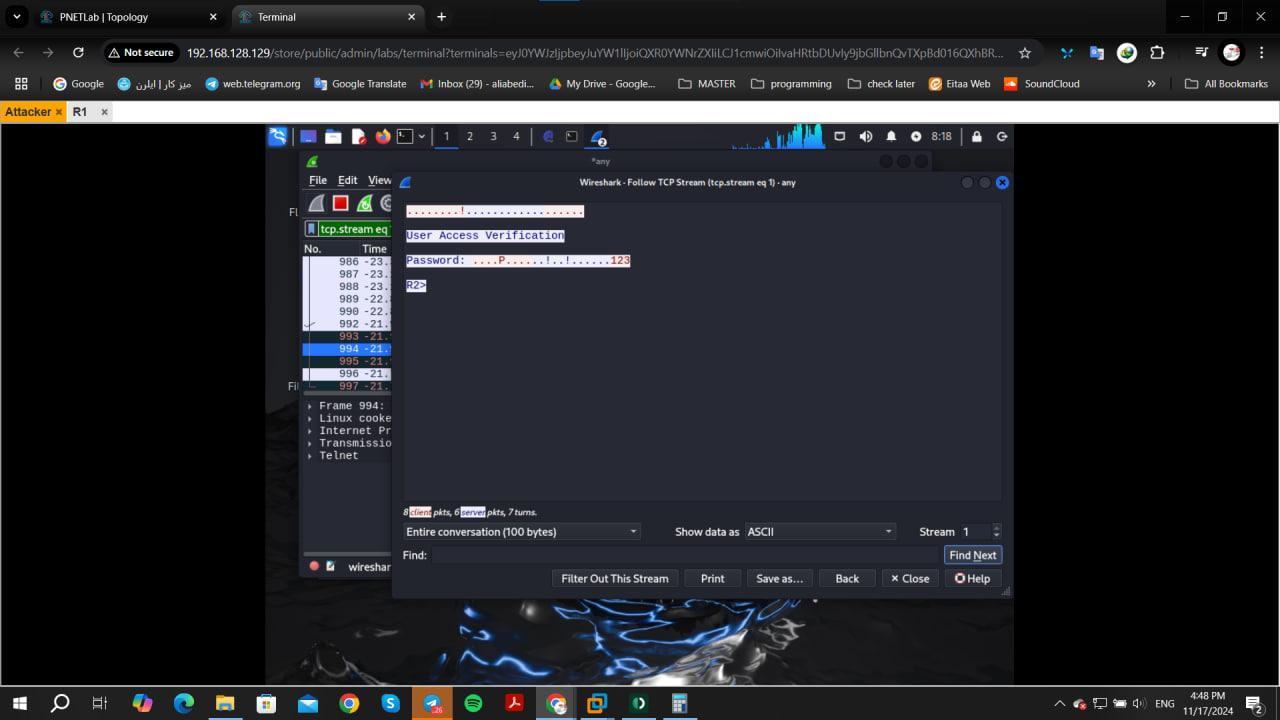 PNETLab | Topology
Terminal
Not secure
192.168.128.129/store/public/admin/labs/terminal?terminals=
Google
میز کار | ایلرن
web.telegram.org
Google Translate
Inbox (29) - aliabedi...
My Drive - Google...
MASTER
programming
check later
Eitaa Web
SoundCloud
»
All Bookmarks
Attacker
R1
1 2 3 4
2
8:18
*any
File Edit View
Wireshark · Follow TCP Stream (tcp.stream eq 1) · any
tcp.stream eq
No. Time
986 -23.
987 -23.
988 -23.
989 -22.
990 -22.
992 -21.
993 -21.
994 -21.
995 -21.
996 -21.
997 -21.
Fi
Frame 994:
Linux cooke
Internet Pr
Transmissio
Telnet
wireshar
........!..................
User Access Verification
Password: ....P......!..!......123
R2>
8 client pkts, 6 server pkts, 7 turns.
Entire conversation (100 bytes)
Show data as ASCII
Stream 1
Find:
Find Next
Filter Out This Stream
Print
Save as...
Back
Close
Help
26
ENG
4:48 PM
11/17/2024
2